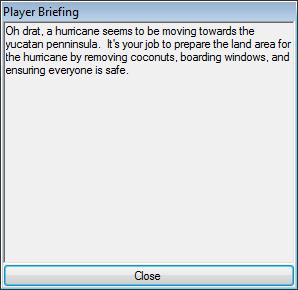 Player Briefing
Oh drat, a hurricane seems to be moving towards the
yucatan penninsula.  It's your job to prepare the land area for
the hurricane by removing coconuts, boarding windows, and
ensuring everyone is safe.
Close